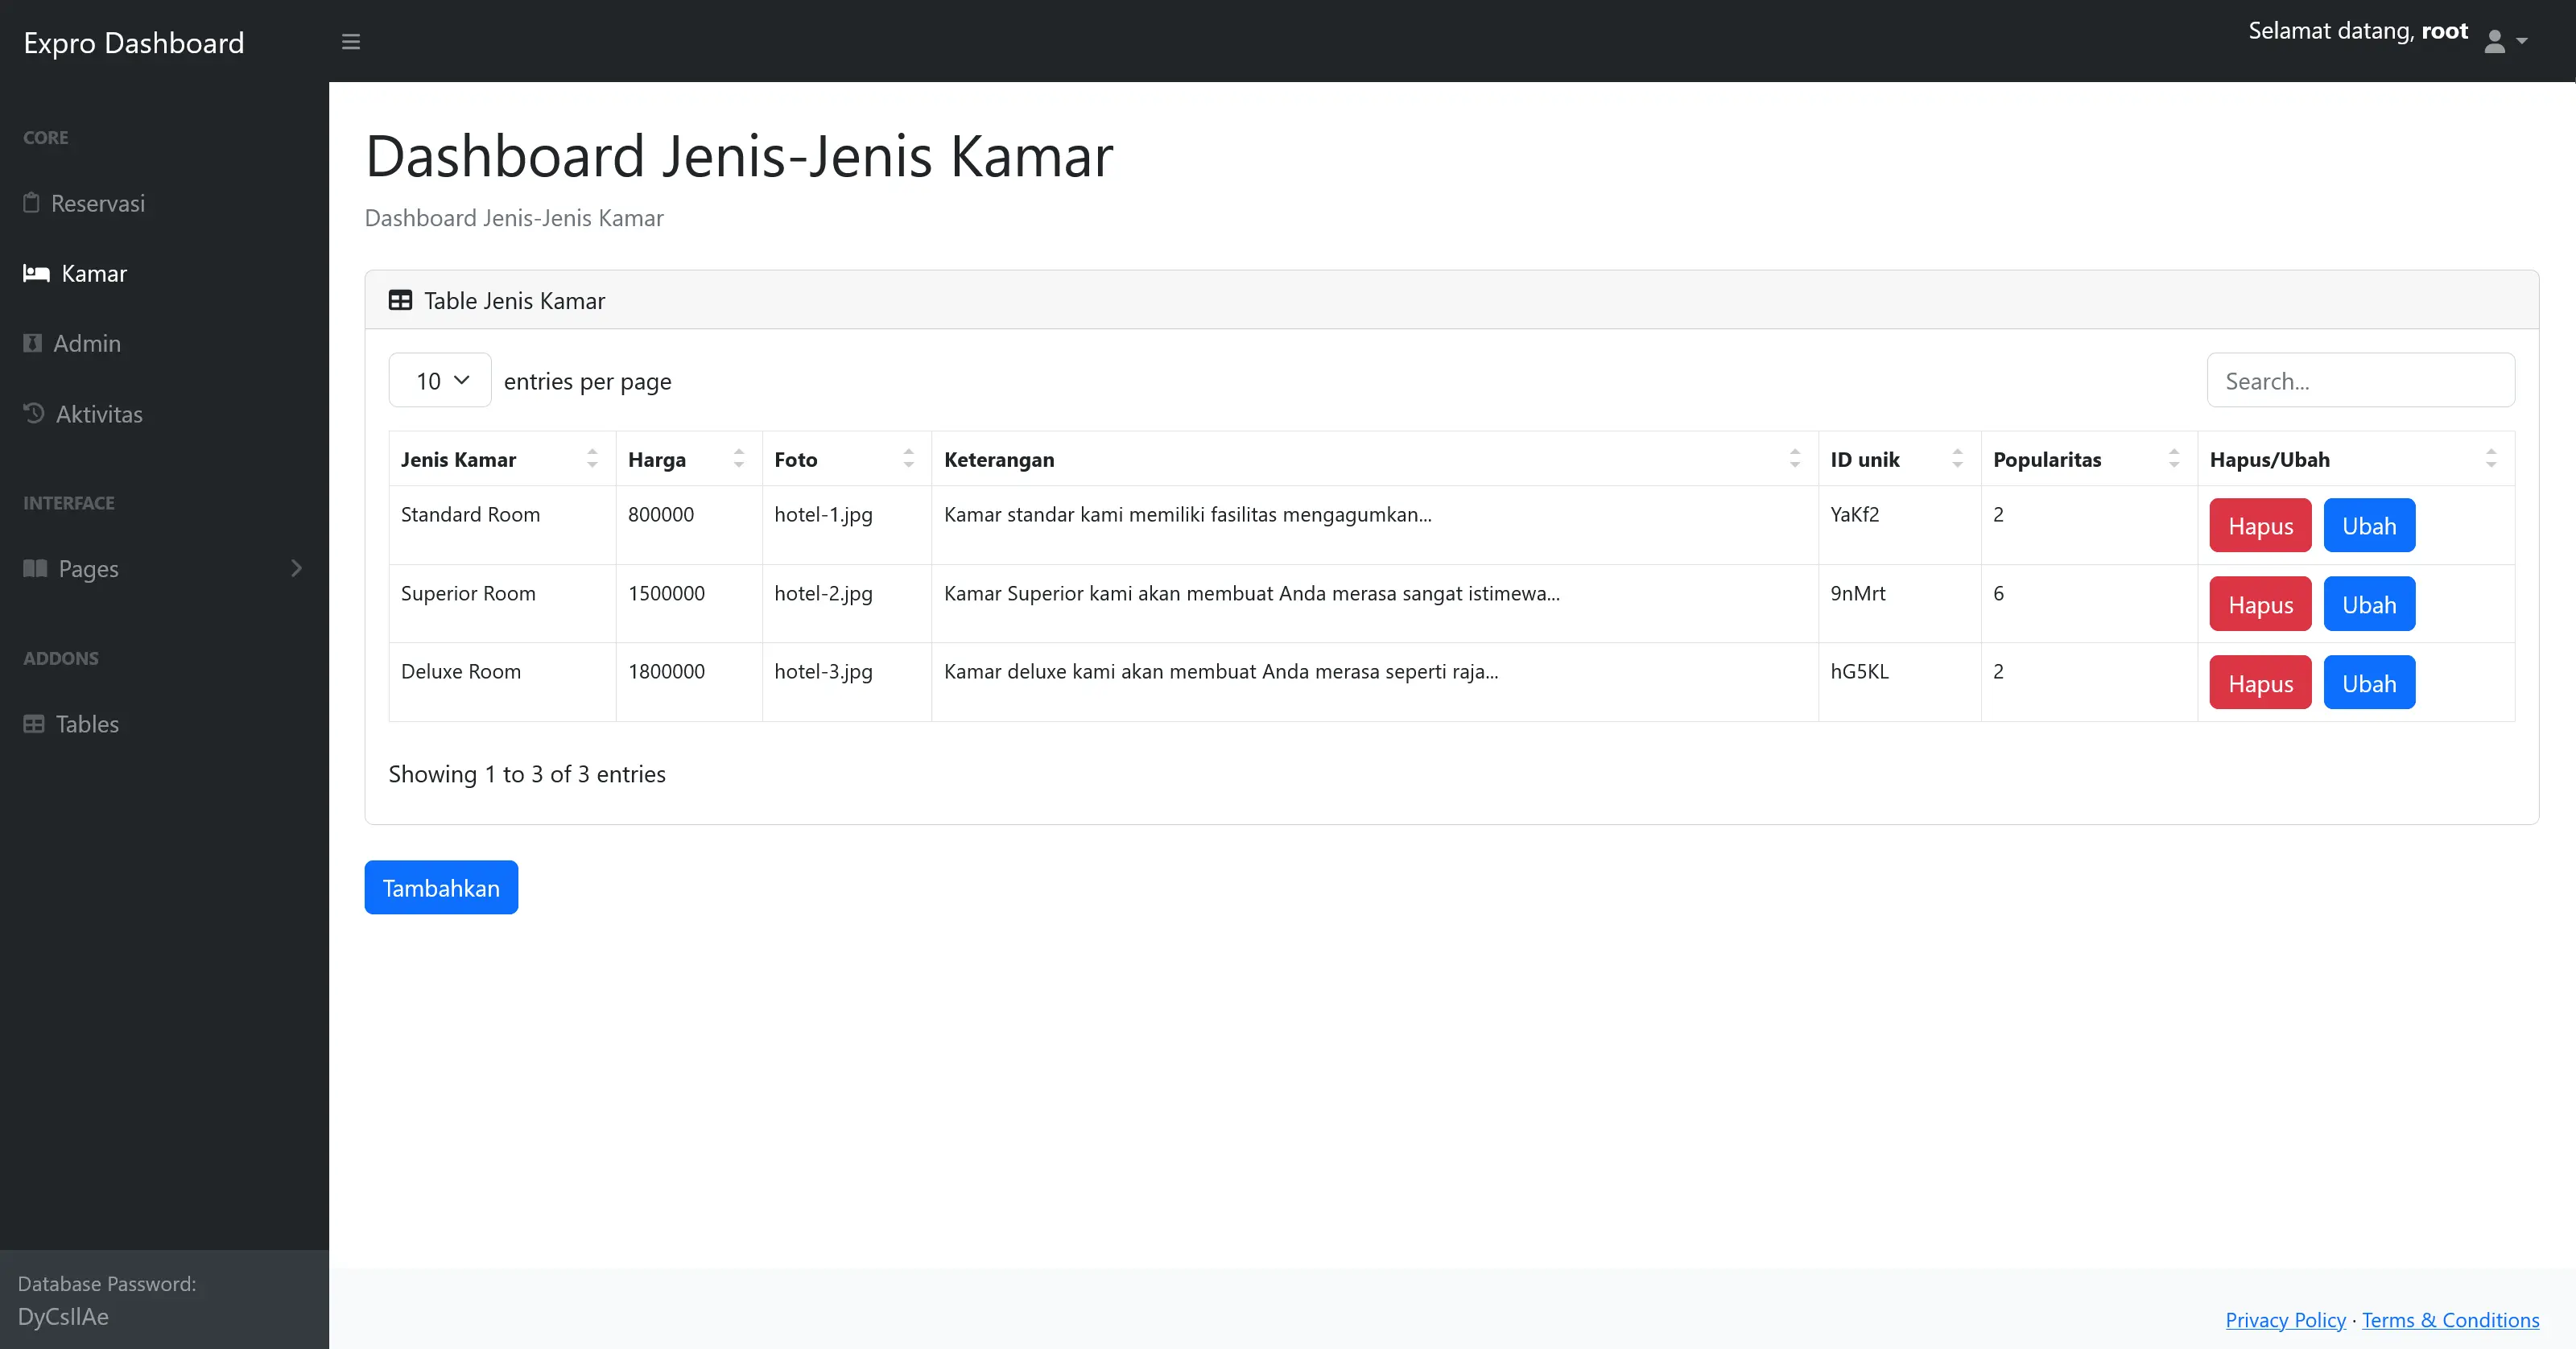 Expro Dashboard
Selamat datang, root
CORE
Reservasi
Kamar
Admin
Aktivitas
INTERFACE
Pages
ADDONS
Tables
Database Password:
DyCsllAe
Dashboard Jenis-Jenis Kamar
Dashboard Jenis-Jenis Kamar
Table Jenis Kamar
10 entries per page
Search...
Jenis Kamar Harga Foto Keterangan ID unik Popularitas Hapus/Ubah
Standard Room 800000 hotel-1.jpg Kamar standar kami memiliki fasilitas mengagumkan... YaKf2 2 Hapus Ubah
Superior Room 1500000 hotel-2.jpg Kamar Superior kami akan membuat Anda merasa sangat istimewa... 9nMrt 6 Hapus Ubah
Deluxe Room 1800000 hotel-3.jpg Kamar deluxe kami akan membuat Anda merasa seperti raja... hG5KL 2 Hapus Ubah
Showing 1 to 3 of 3 entries
Tambahkan
Privacy Policy · Terms & Conditions